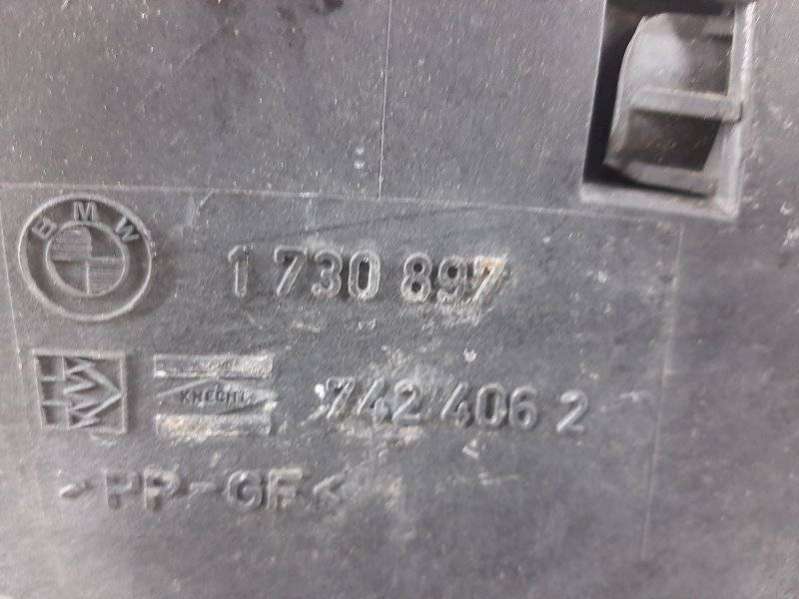 BMW
1 730 897
KNECHT
742 406 2
>PP-GF<